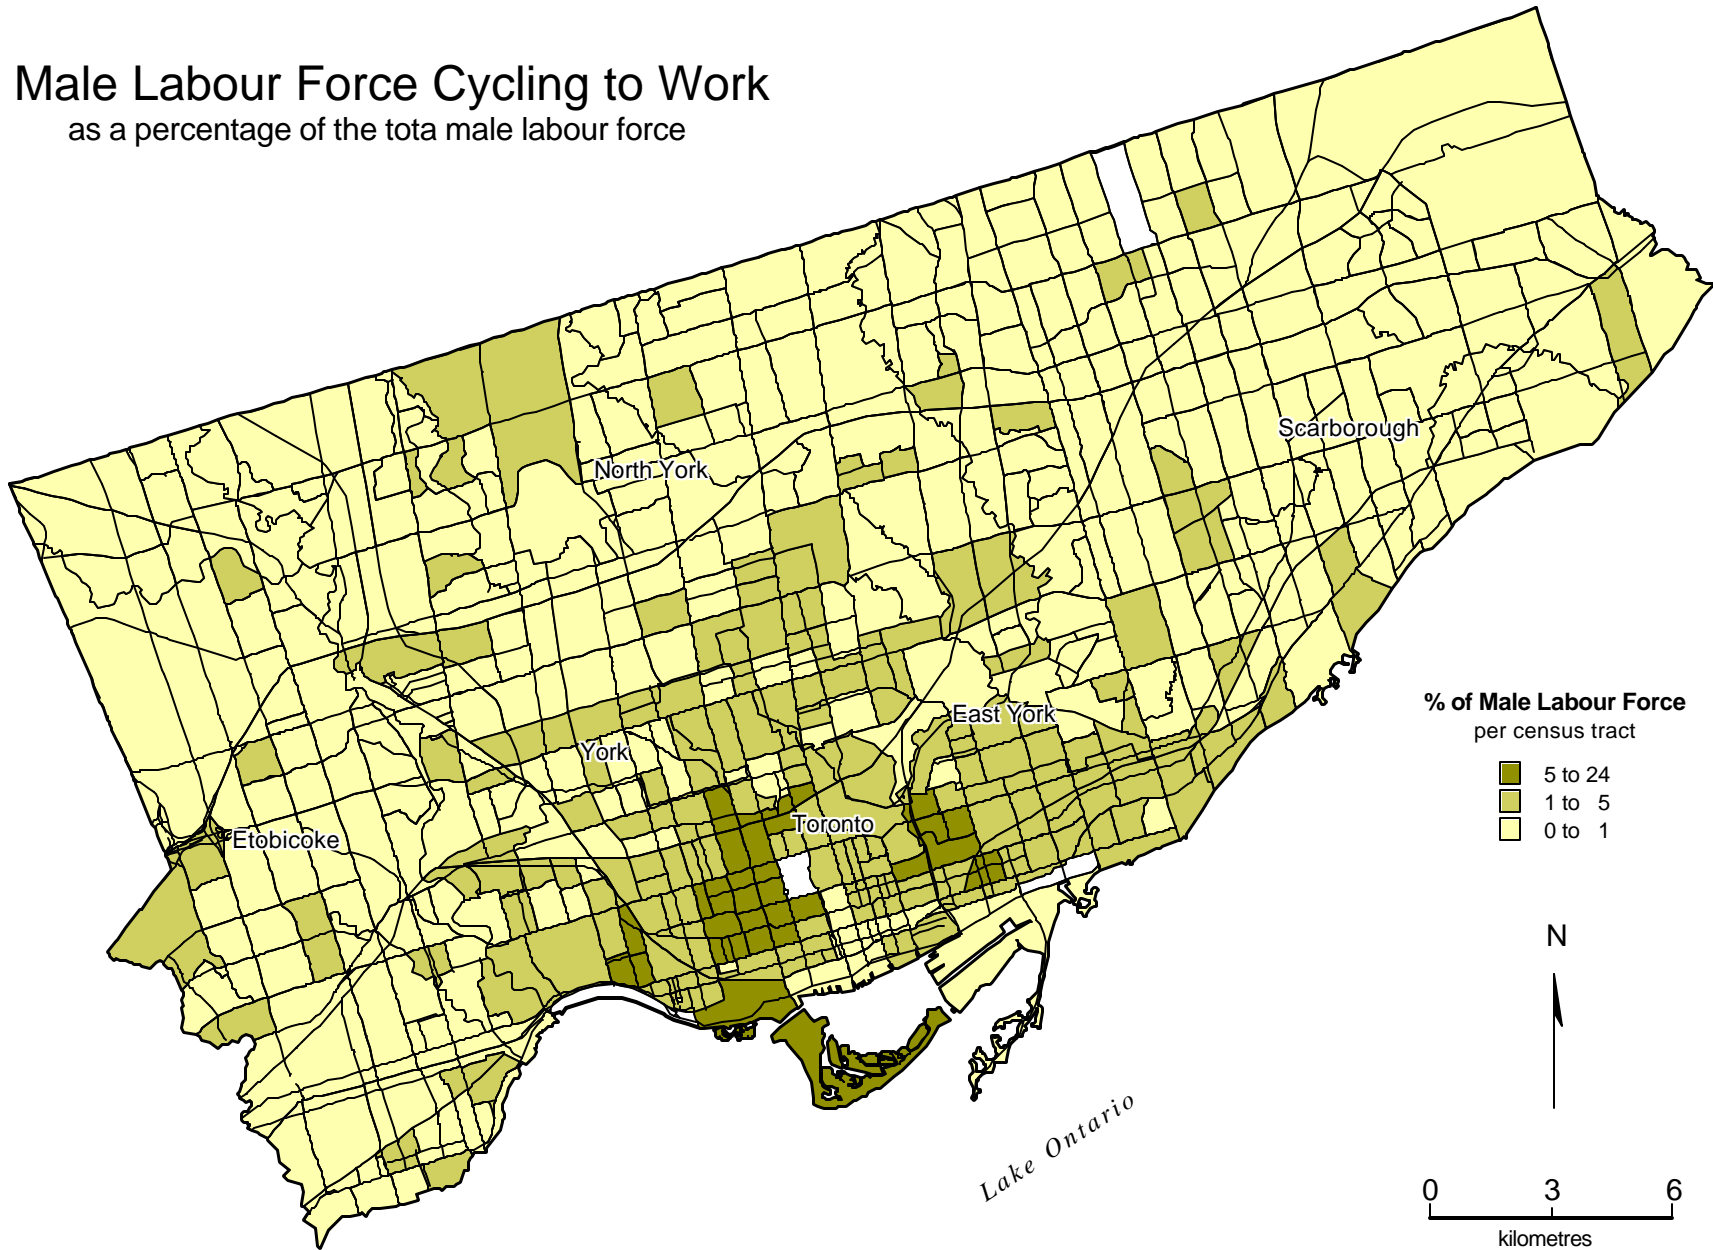 Male Labour Force Cycling to Work
as a percentage of the tota male labour force
Scarborough
North York
East York
York
Toronto
Etobicoke
% of Male Labour Force
per census tract
5 to 24
1 to 5
0 to 1
N
Lake Ontario
0 3 6
kilometres